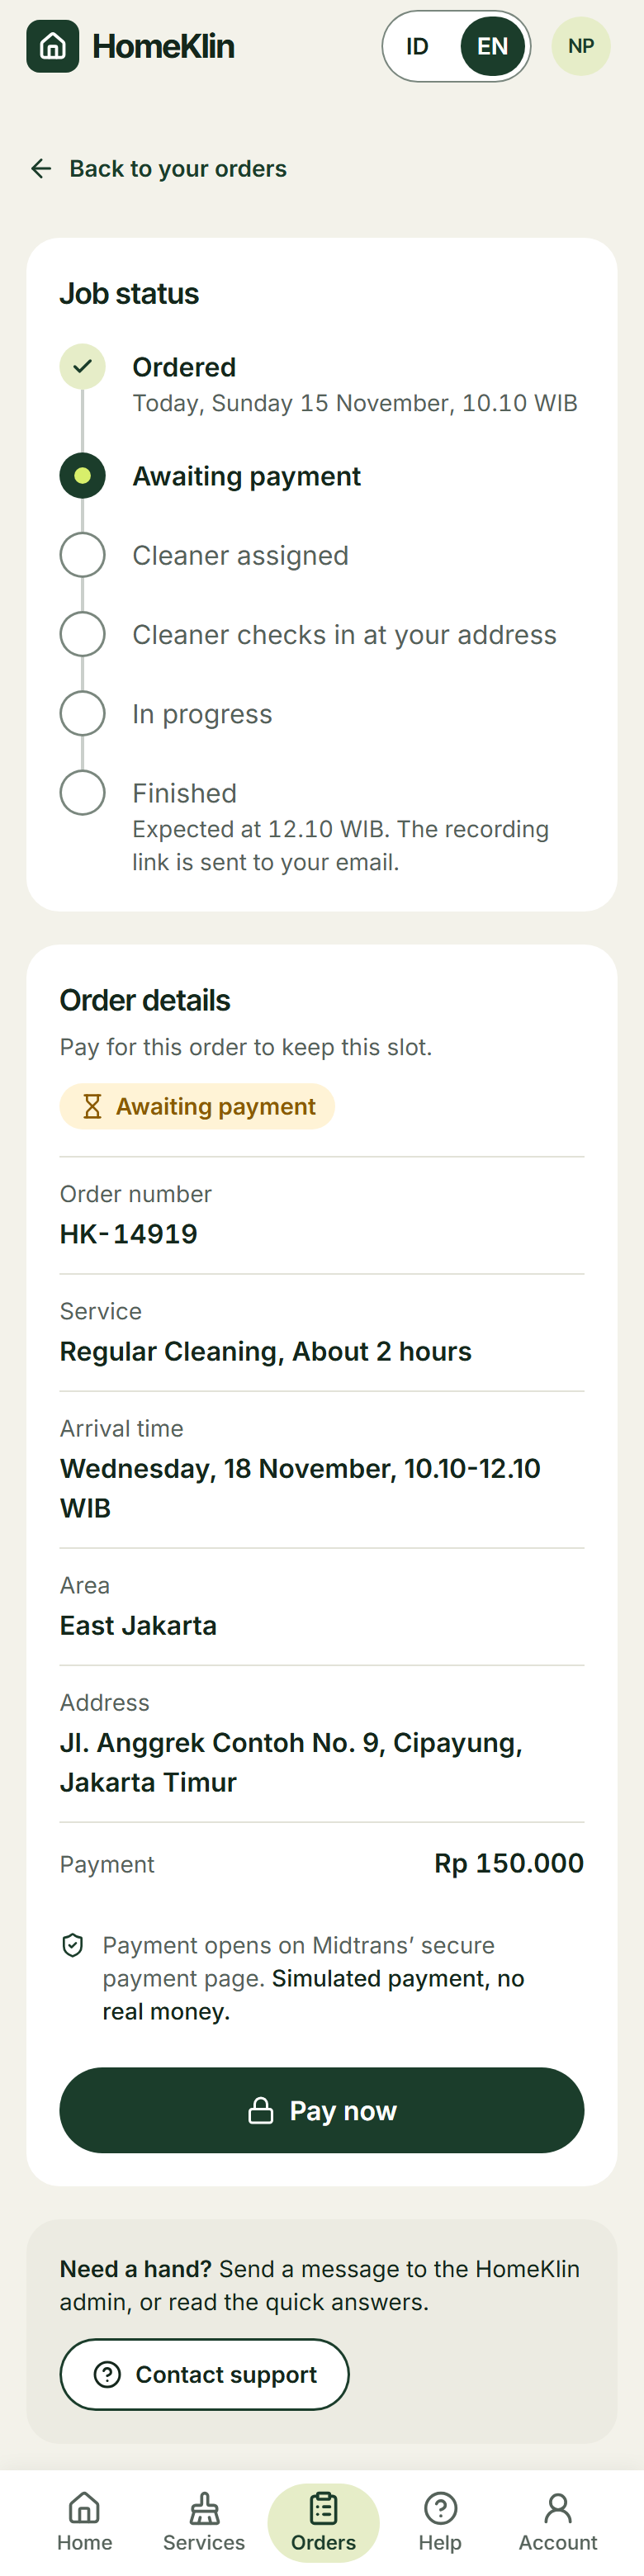 HomeKlin
ID
EN
NP
Back to your orders
Job status
Ordered
Today, Sunday 15 November, 10.10 WIB
Awaiting payment
Cleaner assigned
Cleaner checks in at your address
In progress
Finished
Expected at 12.10 WIB. The recording
link is sent to your email.
Order details
Pay for this order to keep this slot.
Awaiting payment
Order number
HK-14919
Service
Regular Cleaning, About 2 hours
Arrival time
Wednesday, 18 November, 10.10-12.10
WIB
Area
East Jakarta
Address
Jl. Anggrek Contoh No. 9, Cipayung,
Jakarta Timur
Payment
Rp 150.000
Payment opens on Midtrans’ secure
payment page. Simulated payment, no
real money.
Pay now
Need a hand? Send a message to the HomeKlin
admin, or read the quick answers.
Contact support
Home
Services
Orders
Help
Account